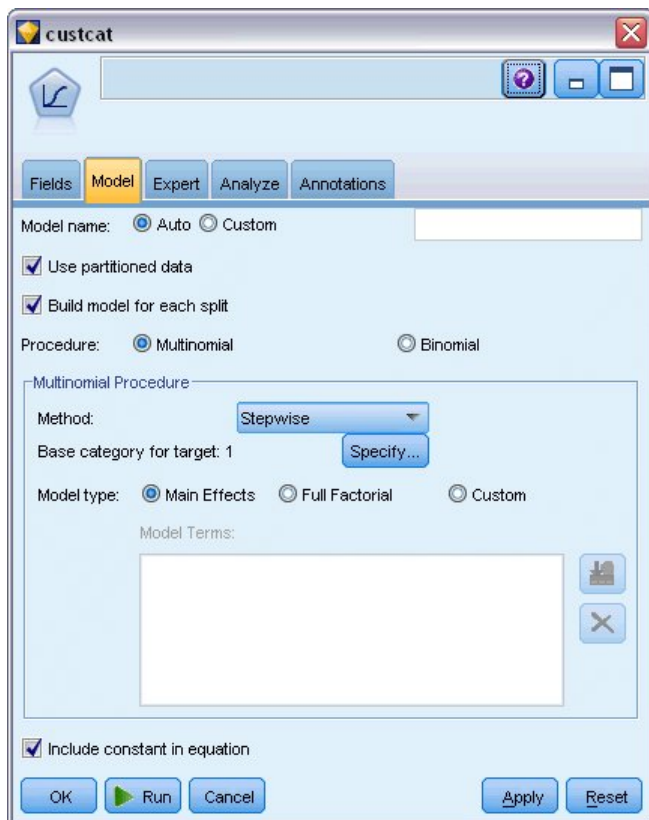 custcat
Fields Model Expert Analyze Annotations
Model name: Auto Custom
Use partitioned data
Build model for each split
Procedure: Multinomial Binomial
Multinomial Procedure
Method: Stepwise
Base category for target: 1 Specify...
Model type: Main Effects Full Factorial Custom
Model Terms:
Include constant in equation
OK Run Cancel Apply Reset